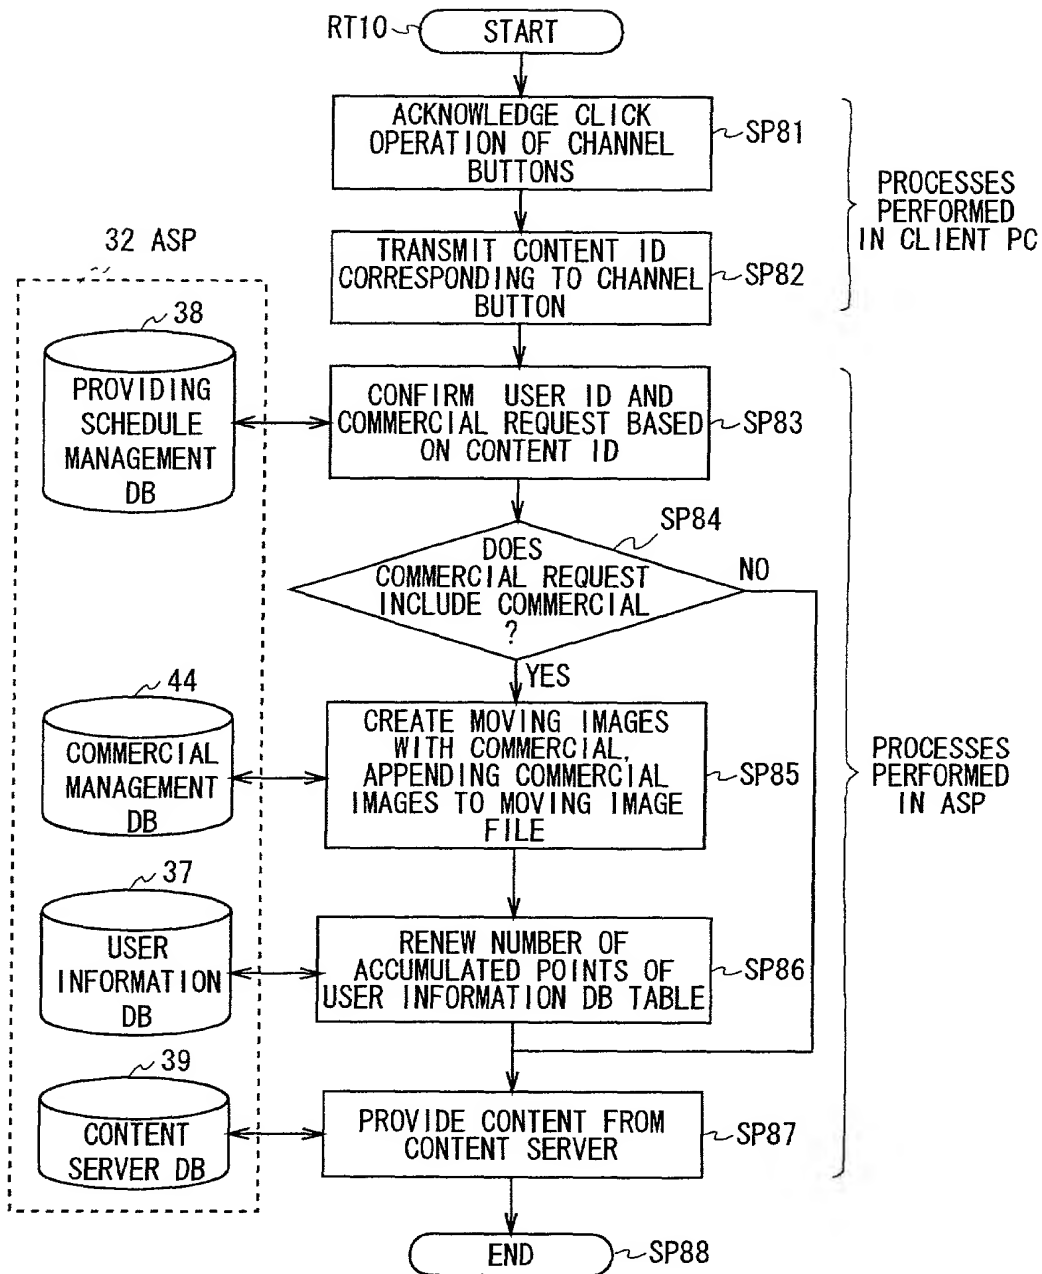 RT10
START
ACKNOWLEDGE CLICK
OPERATION OF CHANNEL
BUTTONS
SP81
PROCESSES
PERFORMED
IN CLIENT PC
TRANSMIT CONTENT ID
CORRESPONDING TO CHANNEL
BUTTON
SP82
32 ASP
38
PROVIDING
SCHEDULE
MANAGEMENT
DB
CONFIRM USER ID AND
COMMERCIAL REQUEST BASED
ON CONTENT ID
SP83
SP84
DOES
COMMERCIAL REQUEST
INCLUDE COMMERCIAL
?
NO
YES
44
COMMERCIAL
MANAGEMENT
DB
CREATE MOVING IMAGES
WITH COMMERCIAL,
APPENDING COMMERCIAL
IMAGES TO MOVING IMAGE
FILE
SP85
PROCESSES
PERFORMED
IN ASP
37
USER
INFORMATION
DB
RENEW NUMBER OF
ACCUMULATED POINTS OF
USER INFORMATION DB TABLE
SP86
39
CONTENT
SERVER DB
PROVIDE CONTENT FROM
CONTENT SERVER
SP87
END
SP88